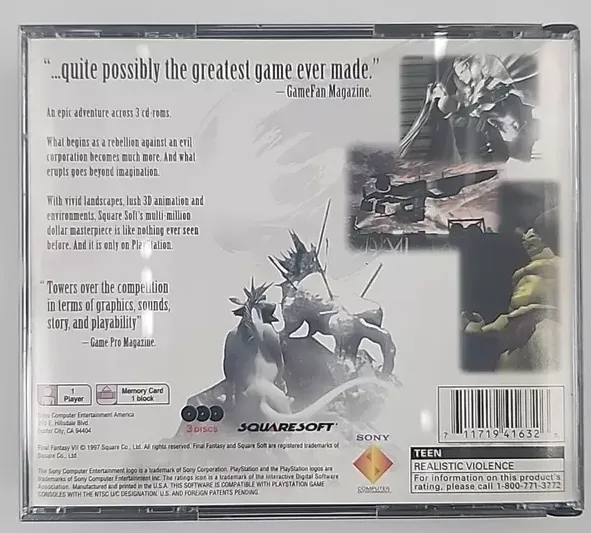 “...quite possibly the greatest game ever made.”
— GameFan Magazine.
An epic adventure across 3 cd-roms.
What begins as a rebellion against an evil
corporation becomes much more. And what
erupts goes beyond imagination.
With vivid landscapes, lush 3D animation and
environments, Square Soft's multi-million
dollar masterpiece is like nothing ever seen
before. And it is only on PlayStation.
“Towers over the competition
in terms of graphics, sounds,
story, and playability”
— Game Pro Magazine.
1
Player
Memory Card
1 block
3 DISCS
SQUARESOFT
SONY
COMPUTER
7 11719 41632
Sony Computer Entertainment America
E. Hillsdale Blvd.
Foster City, CA 94404
Final Fantasy VII © 1997 Square Co., Ltd. All rights reserved. Final Fantasy and Square Soft are registered trademarks of
Square Co., Ltd.
The Sony Computer Entertainment logo is a trademark of Sony Corporation. PlayStation and the PlayStation logos are
trademarks of Sony Computer Entertainment Inc. The ratings icon is a trademark of the Interactive Digital Software
Association. Manufactured and printed in the U.S.A. THIS SOFTWARE IS COMPATIBLE WITH PLAYSTATION GAME
CONSOLES WITH THE NTSC U/C DESIGNATION. U.S. AND FOREIGN PATENTS PENDING.
TEEN
REALISTIC VIOLENCE
For information on this product's
rating, please call 1-800-771-3772